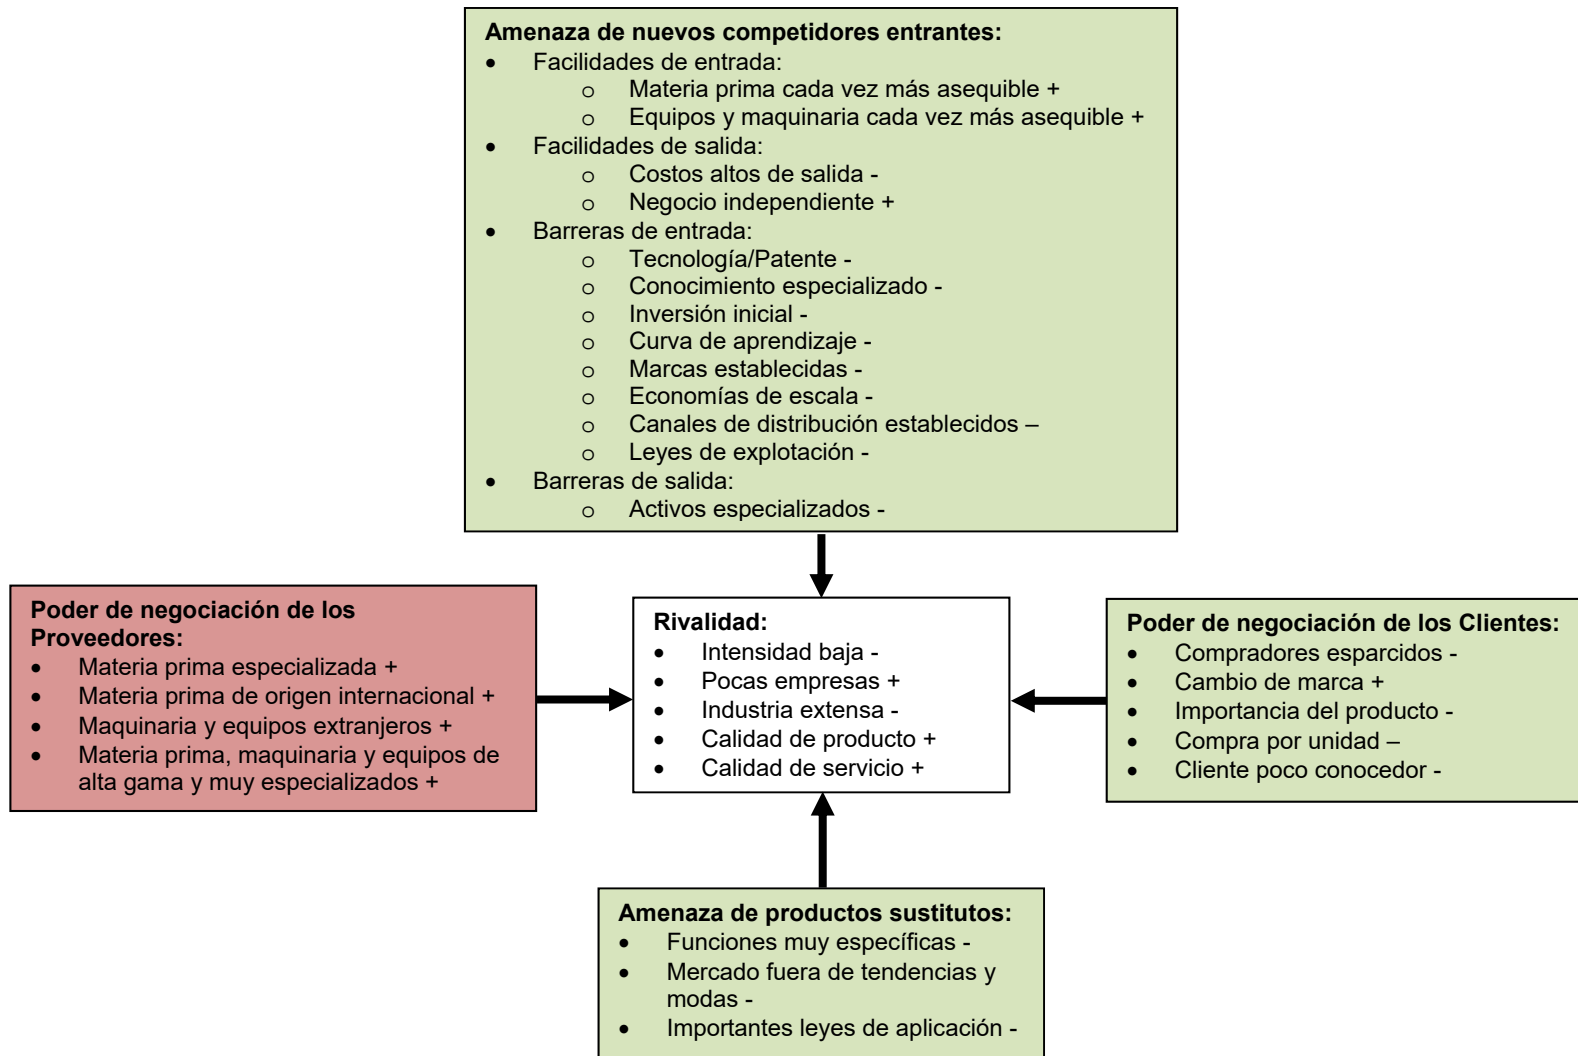 Amenaza de nuevos competidores entrantes:
• Facilidades de entrada:
o Materia prima cada vez más asequible +
o Equipos y maquinaria cada vez más asequible +
• Facilidades de salida:
o Costos altos de salida -
o Negocio independiente +
• Barreras de entrada:
o Tecnología/Patente -
o Conocimiento especializado -
o Inversión inicial -
o Curva de aprendizaje -
o Marcas establecidas -
o Economías de escala -
o Canales de distribución establecidos –
o Leyes de explotación -
• Barreras de salida:
o Activos especializados -
Poder de negociación de los
Proveedores:
• Materia prima especializada +
• Materia prima de origen internacional +
• Maquinaria y equipos extranjeros +
• Materia prima, maquinaria y equipos de
alta gama y muy especializados +
Rivalidad:
• Intensidad baja -
• Pocas empresas +
• Industria extensa -
• Calidad de producto +
• Calidad de servicio +
Poder de negociación de los Clientes:
• Compradores esparcidos -
• Cambio de marca +
• Importancia del producto -
• Compra por unidad –
• Cliente poco conocedor -
Amenaza de productos sustitutos:
• Funciones muy específicas -
• Mercado fuera de tendencias y
modas -
• Importantes leyes de aplicación -